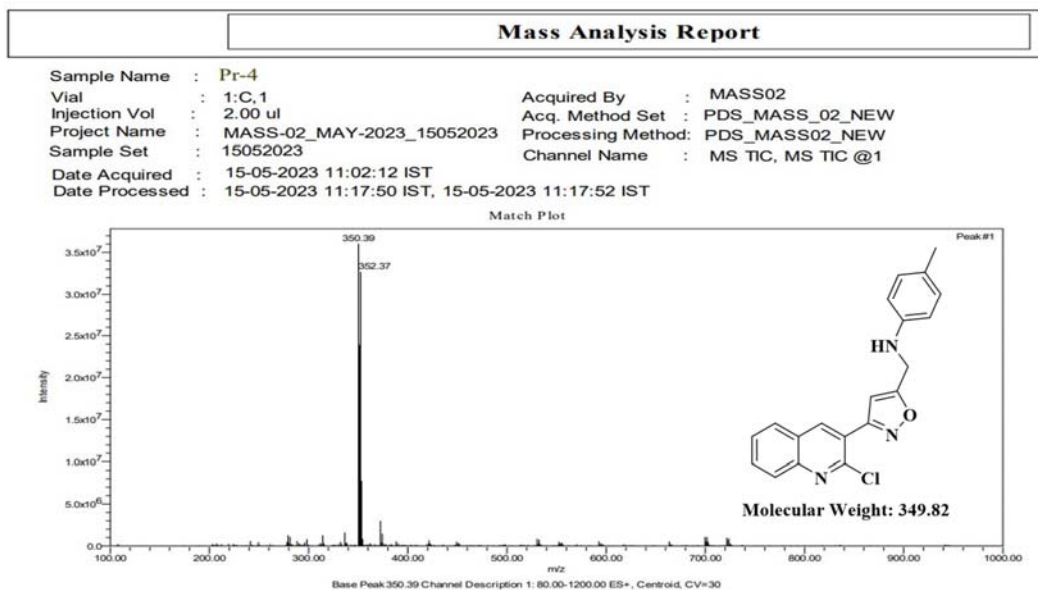 Mass Analysis Report
Sample Name : Pr-4
Vial : 1:C,1
Injection Vol : 2.00 ul
Project Name : MASS-02_MAY-2023_15052023
Sample Set : 15052023
Date Acquired : 15-05-2023 11:02:12 IST
Date Processed : 15-05-2023 11:17:50 IST, 15-05-2023 11:17:52 IST
Acquired By : MASS02
Acq. Method Set : PDS_MASS_02_NEW
Processing Method: PDS_MASS02_NEW
Channel Name : MS TIC, MS TIC @1
Match Plot
Peak#1
350.39
352.37
3.5x10⁷
3.0x10⁷
2.5x10⁷
2.0x10⁷
1.5x10⁷
1.0x10⁷
5.0x10⁶
0.0
Intensity
HN
O
N
N
Cl
Molecular Weight: 349.82
100.00 200.00 300.00 400.00 500.00 600.00 700.00 800.00 900.00 1000.00
m/z
Base Peak350.39 Channel Description 1: 80.00-1200.00 ES+, Centroid, CV=30